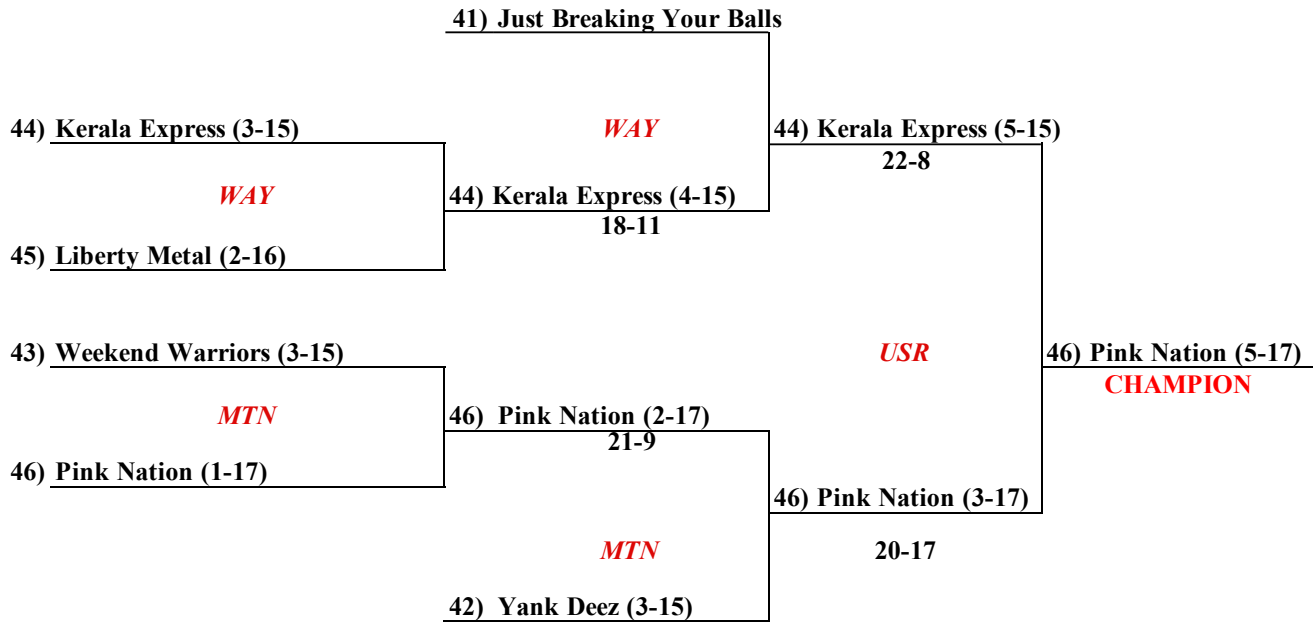 41) Just Breaking Your Balls
44) Kerala Express (3-15)
WAY
44) Kerala Express (5-15)
22-8
WAY
44) Kerala Express (4-15)
18-11
45) Liberty Metal (2-16)
43) Weekend Warriors (3-15)
USR
46) Pink Nation (5-17)
CHAMPION
MTN
46) Pink Nation (2-17)
21-9
46) Pink Nation (1-17)
46) Pink Nation (3-17)
MTN
20-17
42) Yank Deez (3-15)